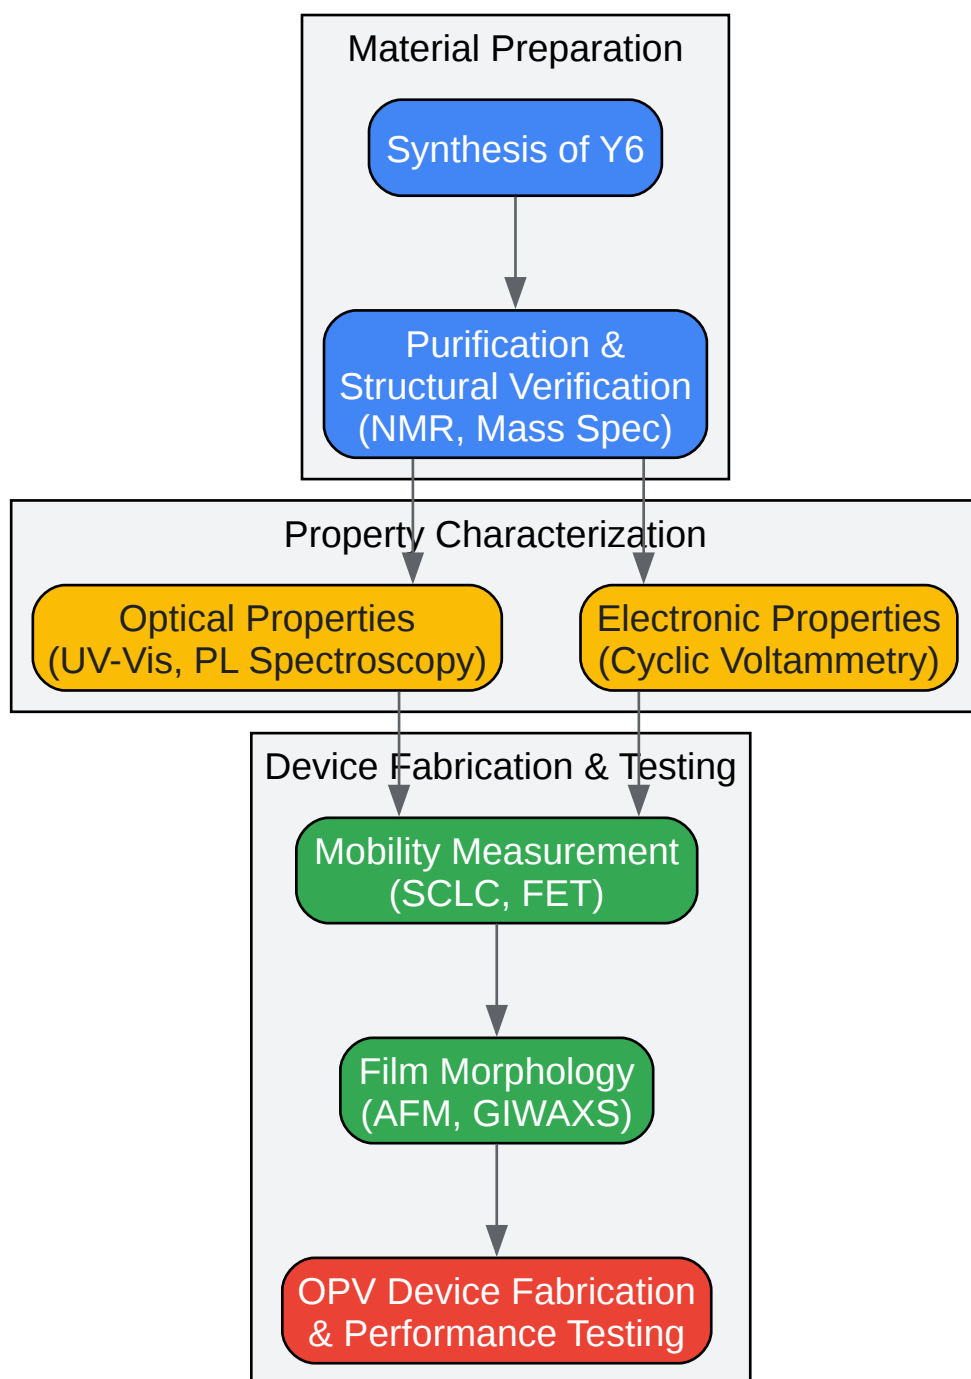 Material Preparation
Synthesis of Y6
Purification &
Structural Verification
(NMR, Mass Spec)
Property Characterization
Optical Properties
(UV-Vis, PL Spectroscopy)
Electronic Properties
(Cyclic Voltammetry)
Device Fabrication & Testing
Mobility Measurement
(SCLC, FET)
Film Morphology
(AFM, GIWAXS)
OPV Device Fabrication
& Performance Testing